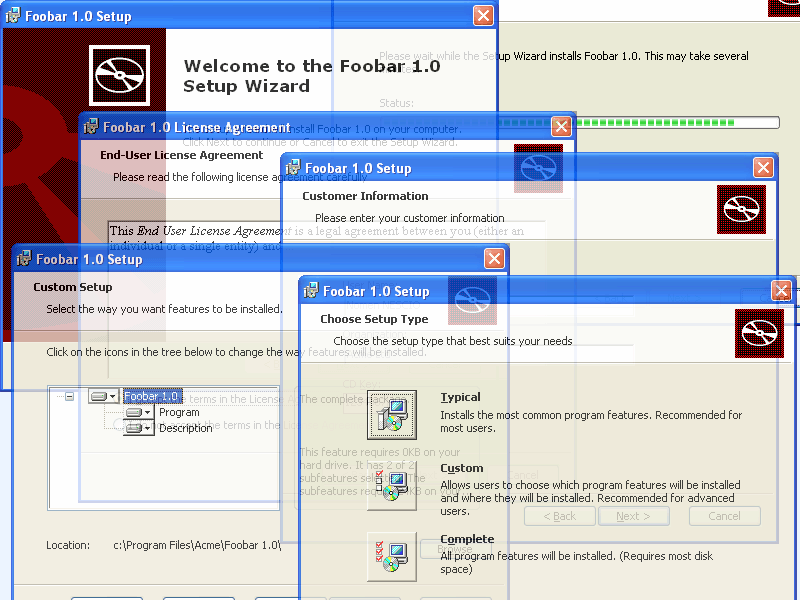 Foobar 1.0 Setup
Please wait while the Setup Wizard installs Foobar 1.0. This may take several
Welcome to the Foobar 1.0
Setup Wizard
Status:
Foobar 1.0 License Agreement
install Foobar 1.0 on your computer.
Click Next to continue or Cancel to exit the Setup Wizard.
End-User License Agreement
Please read the following license agreement carefully
Foobar 1.0 Setup
Customer Information
Please enter your customer information
This End User License Agreement is a legal agreement between you (either an
individual or a single entity) and
Foobar 1.0 Setup
Custom Setup
Select the way you want features to be installed.
Click on the icons in the tree below to change the way features will be installed.
Foobar 1.0
Program
Description
terms in the License A
accept the terms in the Lic
The complete pack
This feature requires 0KB on your
hard drive. It has 2 of 2
subfeatures selected. The
subfeatures require 0KB on your
Location: c:\Program Files\Acme\Foobar 1.0\
Browse
Foobar 1.0 Setup
Choose Setup Type
Choose the setup type that best suits your needs
Typical
Installs the most common program features. Recommended for
most users.
Custom
Allows users to choose which program features will be installed
and where they will be installed. Recommended for advanced
users.
< Back Next > Cancel
Complete
All program features will be installed. (Requires most disk
space)